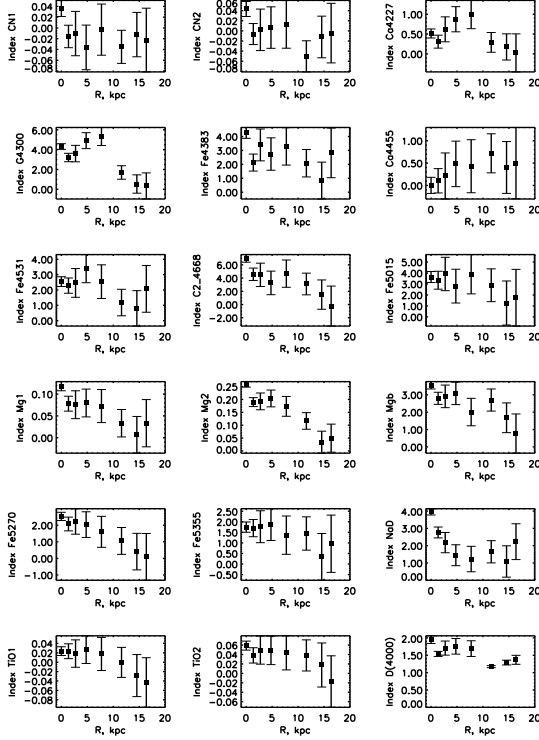 Index CN1
0.04
0.02
0.00
−0.02
−0.04
−0.06
−0.08
0 5 10 15 20
R, kpc
Index CN2
0.04
0.02
0.00
−0.02
−0.04
−0.06
−0.08
0 5 10 15 20
R, kpc
Index Ca4227
1.00
0.50
0.00
0 5 10 15 20
R, kpc
Index G4300
6.00
4.00
2.00
0.00
0 5 10 15 20
R, kpc
Index Fe4383
4.00
3.00
2.00
1.00
0.00
0 5 10 15 20
R, kpc
Index Ca4455
1.00
0.50
0.00
0 5 10 15 20
R, kpc
Index Fe4531
4.00
3.00
2.00
1.00
0.00
0 5 10 15 20
R, kpc
Index C2_4668
6.00
4.00
2.00
0.00
−2.00
0 5 10 15 20
R, kpc
Index Fe5015
5.00
4.00
3.00
2.00
1.00
0.00
0 5 10 15 20
R, kpc
Index Mg1
0.10
0.05
0.00
0 5 10 15 20
R, kpc
Index Mg2
0.25
0.20
0.15
0.10
0.05
0.00
0 5 10 15 20
R, kpc
Index Mgb
3.00
2.00
1.00
0.00
0 5 10 15 20
R, kpc
Index Fe5270
2.00
1.00
0.00
−1.00
0 5 10 15 20
R, kpc
Index Fe5355
2.50
2.00
1.50
1.00
0.50
0.00
−0.50
0 5 10 15 20
R, kpc
Index NaD
4.00
3.00
2.00
1.00
0.00
0 5 10 15 20
R, kpc
Index TiO1
0.04
0.02
0.00
−0.02
−0.04
−0.06
−0.08
0 5 10 15 20
R, kpc
Index TiO2
0.06
0.04
0.02
0.00
−0.02
−0.04
−0.06
0 5 10 15 20
R, kpc
Index D(4000)
2.00
1.50
1.00
0.50
0.00
0 5 10 15 20
R, kpc